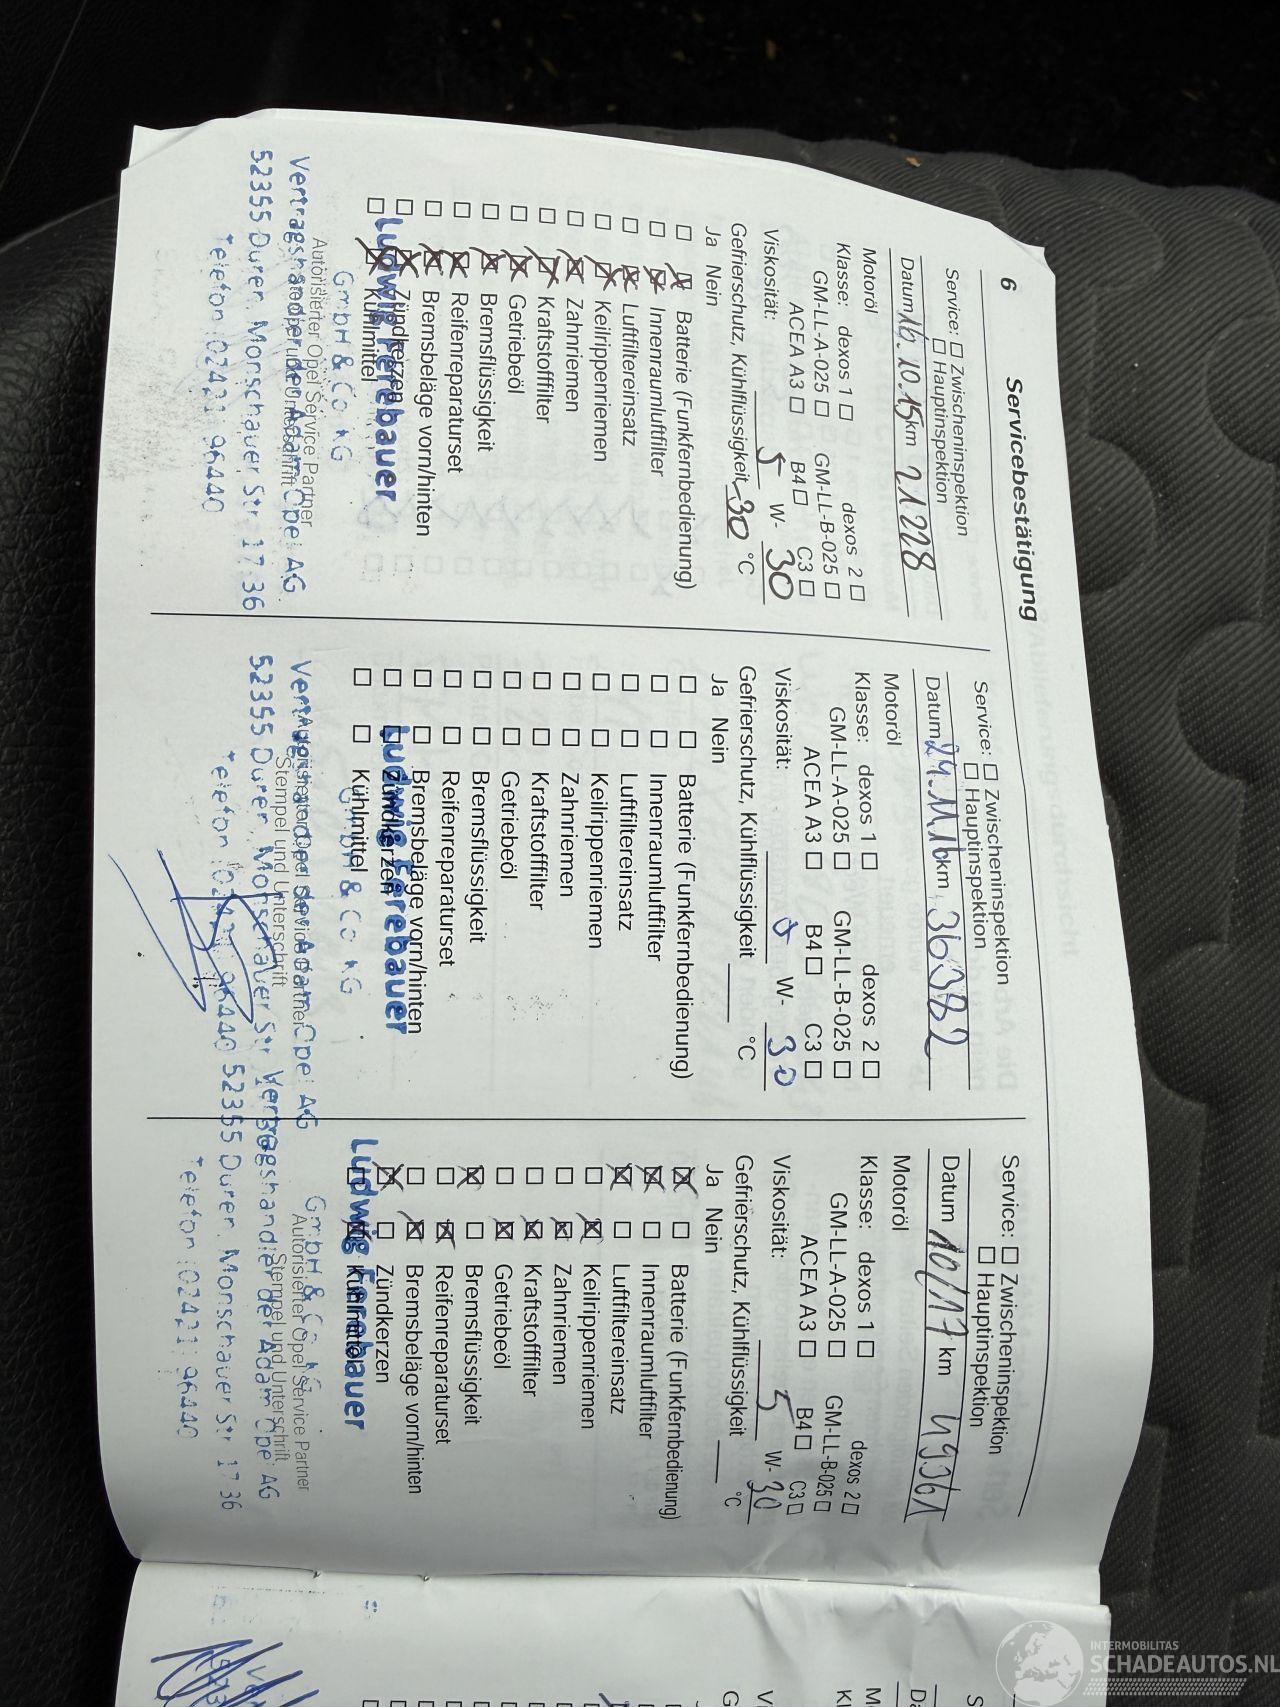 6 Servicebestätigung
Service: □ Zwischeninspektion
□ Hauptinspektion
Datum 16.10.15 km 21228
Motoröl
Klasse: dexos 1 □ dexos 2 □
GM-LL-A-025 □ GM-LL-B-025 □
ACEA A3 □ B4 □ C3 □
Viskosität: 5 W- 30
Gefrierschutz, Kühlflüssigkeit -30 °C
Ja Nein
□ ☒ Batterie (Funkfernbedienung)
□ ☒ Innenraumluftfilter
□ ☒ Luftfiltereinsatz
□ ☒ Keilrippenriemen
□ ☒ Zahnriemen
□ ☒ Kraftstofffilter
□ ☒ Getriebeöl
□ ☒ Bremsflüssigkeit
□ ☒ Reifenreparaturset
□ ☒ Bremsbeläge vorn/hinten
□ ☒ Zündkerzen
□ ☒ Kühlmittel
Ludwig Ferebauer
GmbH & Co KG
Autorisierter Opel Service Partner
Stempel und Unterschrift
Vertragshändler der Adam Opel AG
52355 Düren, Monschauer Str. 17 36
Telefon (02421) 96440
Service: □ Zwischeninspektion
□ Hauptinspektion
Datum 29.11.16 km 36382
Motoröl
Klasse: dexos 1 □ dexos 2 □
GM-LL-A-025 □ GM-LL-B-025 □
ACEA A3 □ B4 □ C3 □
Viskosität: W- 30
Gefrierschutz, Kühlflüssigkeit °C
Ja Nein
□ □ Batterie (Funkfernbedienung)
□ □ Innenraumluftfilter
□ □ Luftfiltereinsatz
□ □ Keilrippenriemen
□ □ Zahnriemen
□ □ Kraftstofffilter
□ □ Getriebeöl
□ □ Bremsflüssigkeit
□ □ Reifenreparaturset
□ □ Bremsbeläge vorn/hinten
□ □ Zündkerzen
□ □ Kühlmittel
Ludwig Ferebauer
GmbH & Co KG
Autorisierter Opel Service Partner
Vertragshändler der Adam Opel AG
Stempel und Unterschrift
52355 Düren, Monschauer Str. 17 36
Telefon (02421) 96440
Service: □ Zwischeninspektion
□ Hauptinspektion
Datum 10/17 km 49361
Motoröl
Klasse: dexos 1 □ dexos 2 □
GM-LL-A-025 □ GM-LL-B-025 □
ACEA A3 □ B4 □ C3 □
Viskosität: 5 W- 30
Gefrierschutz, Kühlflüssigkeit °C
Ja Nein
☒ □ Batterie (Funkfernbedienung)
☒ □ Innenraumluftfilter
☒ □ Luftfiltereinsatz
□ ☒ Keilrippenriemen
□ ☒ Zahnriemen
□ ☒ Kraftstofffilter
□ ☒ Getriebeöl
☒ □ Bremsflüssigkeit
□ ☒ Reifenreparaturset
□ ☒ Bremsbeläge vorn/hinten
☒ □ Zündkerzen
□ ☒ Kühlmittel
Ludwig Ferebauer
GmbH & Co KG
Autorisierter Opel Service Partner
Stempel und Unterschrift
Vertragshändler der Adam Opel AG
52355 Düren, Monschauer Str. 17 36
Telefon (02421) 96440
INTERMOBILITAS
SCHADEAUTOS.NL